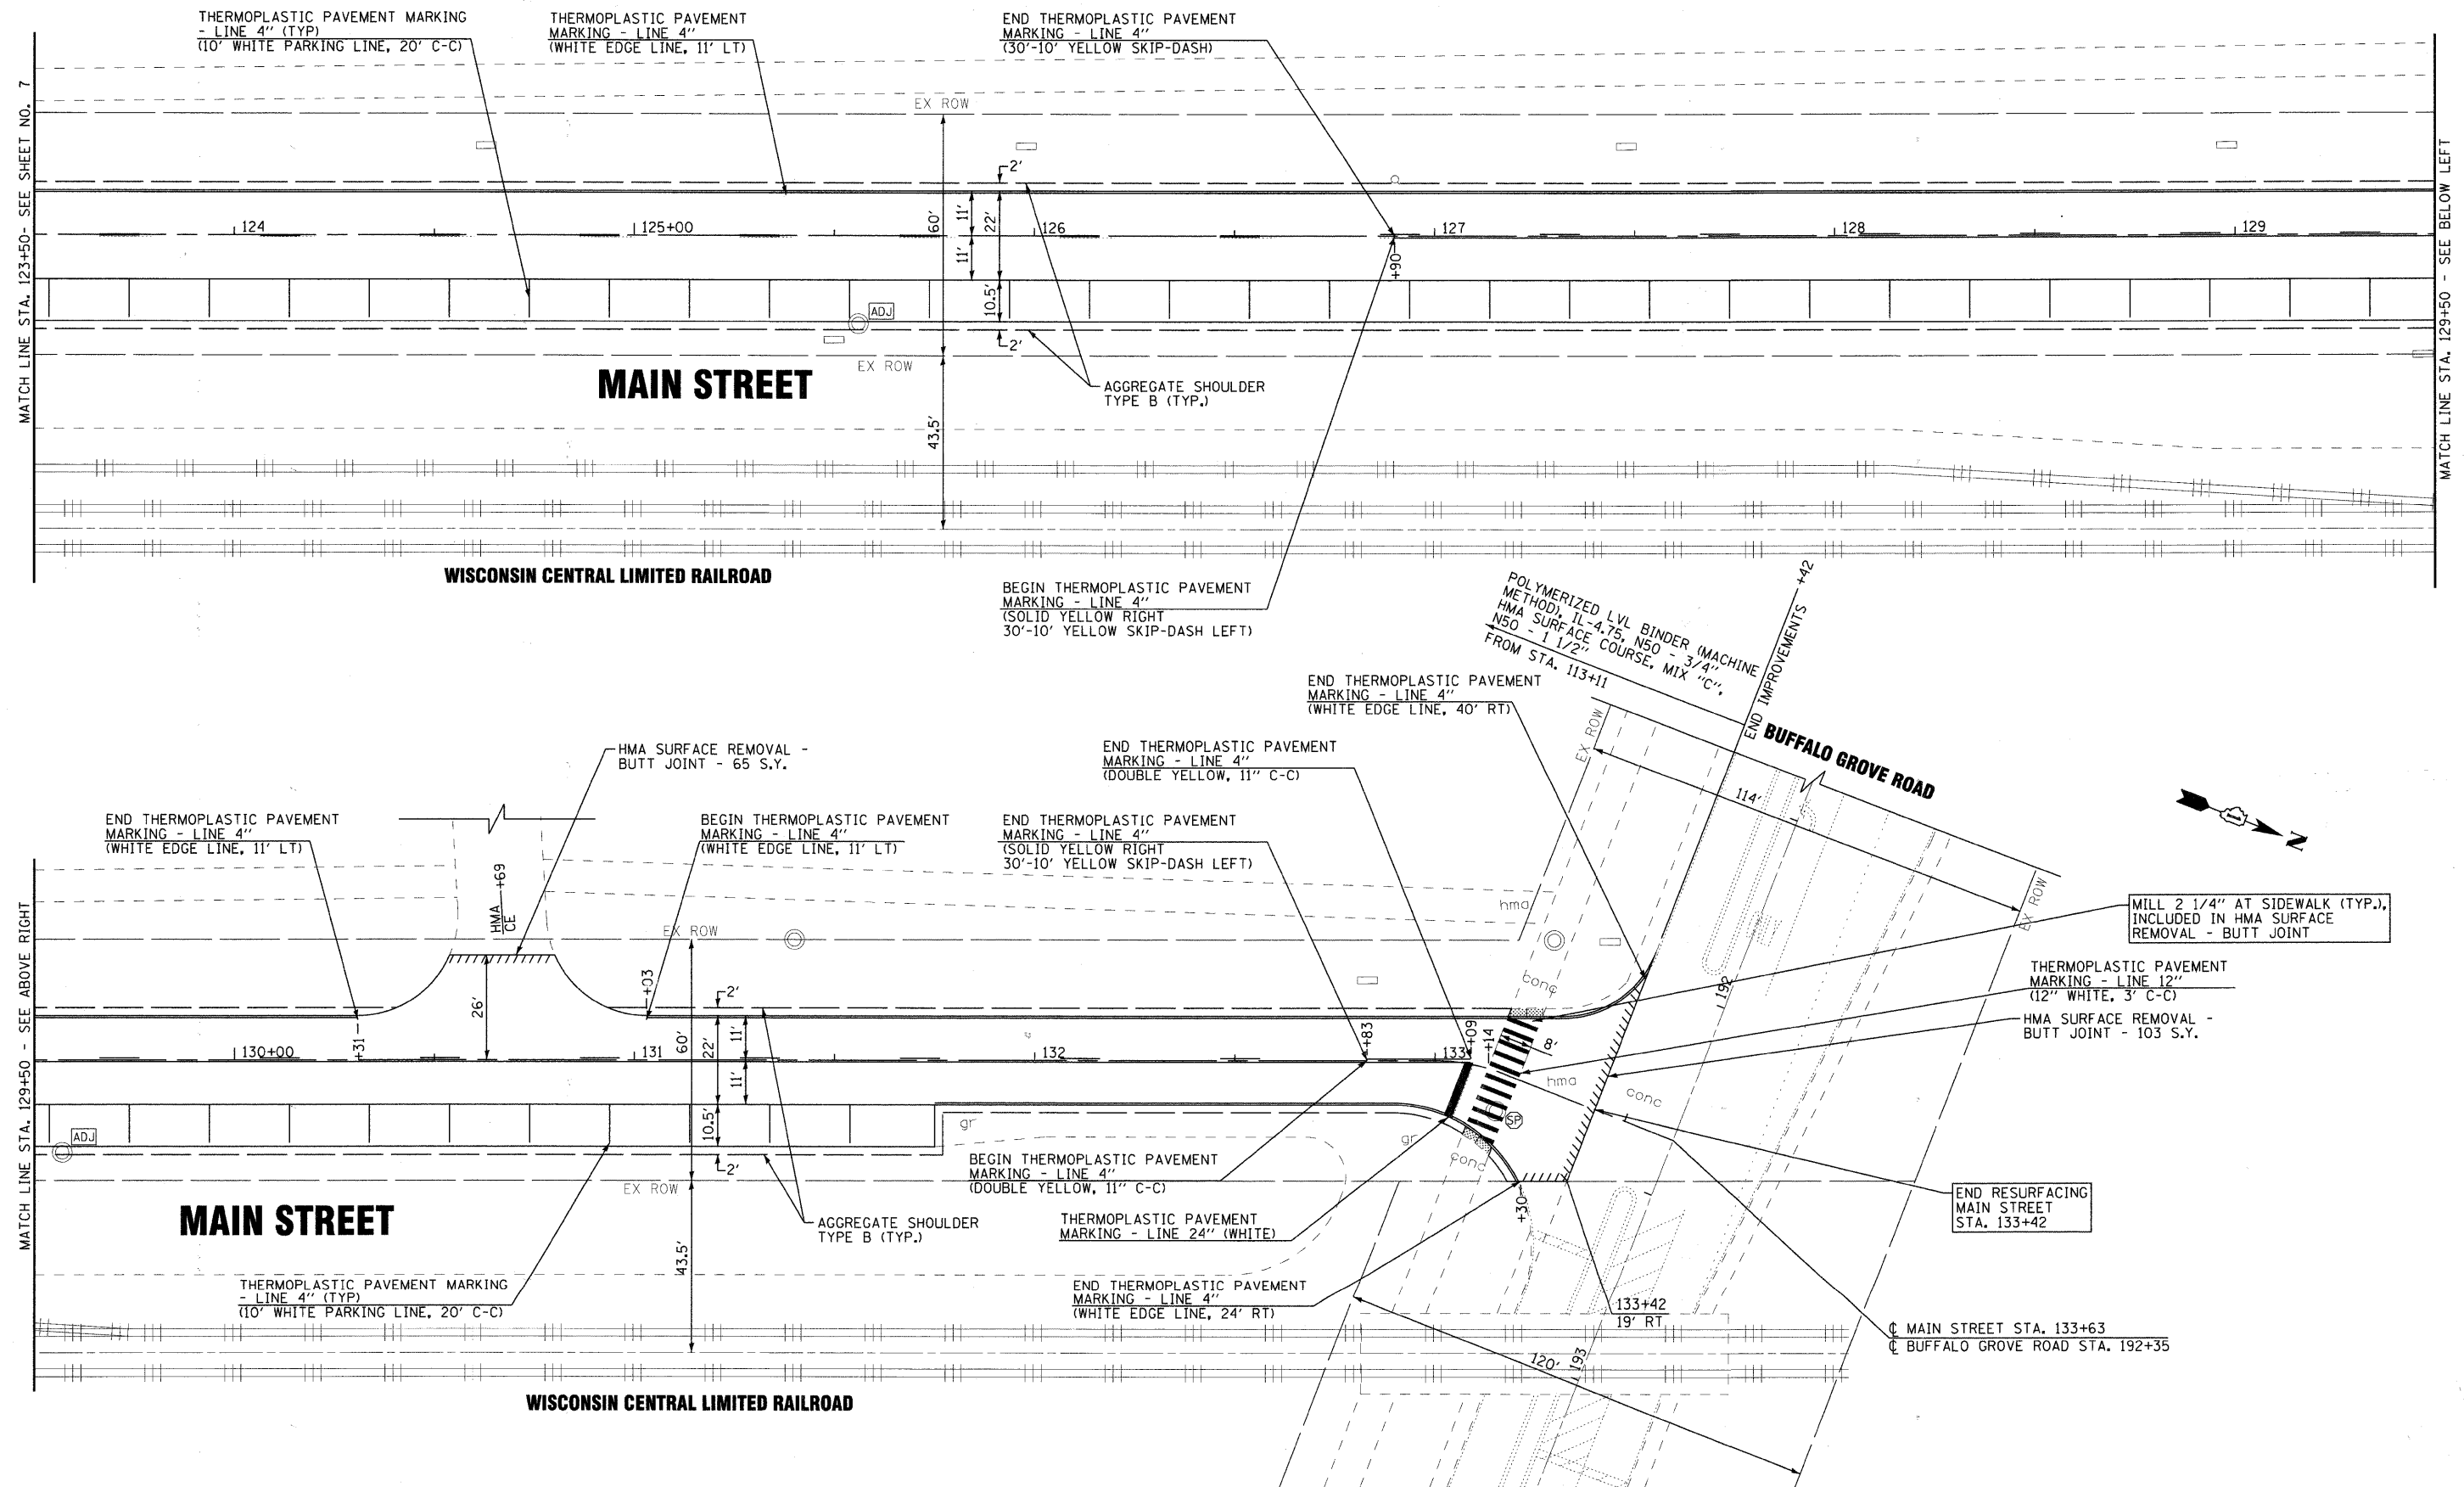 THERMOPLASTIC PAVEMENT MARKING
- LINE 4" (TYP)
(10' WHITE PARKING LINE, 20' C-C)
THERMOPLASTIC PAVEMENT
MARKING - LINE 4"
(WHITE EDGE LINE, 11' LT)
END THERMOPLASTIC PAVEMENT
MARKING - LINE 4"
(30'-10' YELLOW SKIP-DASH)
MATCH LINE STA. 123+50- SEE SHEET NO. 7
EX ROW
2'
11'
22'
60'
11'
124
125+00
126
127
128
129
+90
10.5'
ADJ
2'
EX ROW
MAIN STREET
AGGREGATE SHOULDER
TYPE B (TYP.)
43.5'
MATCH LINE STA. 129+50 - SEE BELOW LEFT
WISCONSIN CENTRAL LIMITED RAILROAD
BEGIN THERMOPLASTIC PAVEMENT
MARKING - LINE 4"
(SOLID YELLOW RIGHT
30'-10' YELLOW SKIP-DASH LEFT)
POLYMERIZED LVL BINDER (MACHINE
METHOD), IL-4.75, N50 - 3/4"
HMA SURFACE COURSE, MIX "C",
N50 - 1 1/2"
FROM STA. 113+11
END IMPROVEMENTS +42
BUFFALO GROVE ROAD
END THERMOPLASTIC PAVEMENT
MARKING - LINE 4"
(WHITE EDGE LINE, 40' RT)
HMA SURFACE REMOVAL -
BUTT JOINT - 65 S.Y.
END THERMOPLASTIC PAVEMENT
MARKING - LINE 4"
(DOUBLE YELLOW, 11" C-C)
END THERMOPLASTIC PAVEMENT
MARKING - LINE 4"
(WHITE EDGE LINE, 11' LT)
BEGIN THERMOPLASTIC PAVEMENT
MARKING - LINE 4"
(WHITE EDGE LINE, 11' LT)
END THERMOPLASTIC PAVEMENT
MARKING - LINE 4"
(SOLID YELLOW RIGHT
30'-10' YELLOW SKIP-DASH LEFT)
EX ROW
114'
EX ROW
N
MATCH LINE STA. 129+50 - SEE ABOVE RIGHT
HMA +69
CE
EX ROW
hma
conc
MILL 2 1/4" AT SIDEWALK (TYP.),
INCLUDED IN HMA SURFACE
REMOVAL - BUTT JOINT
THERMOPLASTIC PAVEMENT
MARKING - LINE 12"
(12" WHITE, 3' C-C)
HMA SURFACE REMOVAL -
BUTT JOINT - 103 S.Y.
192
26'
+31
+03
2'
60'
22'
11'
11'
130+00
131
132
133
+83
+09
+14
8'
hma
conc
SP
10.5'
2'
ADJ
gr
gr
conc
EX ROW
+30
MAIN STREET
AGGREGATE SHOULDER
TYPE B (TYP.)
43.5'
BEGIN THERMOPLASTIC PAVEMENT
MARKING - LINE 4"
(DOUBLE YELLOW, 11" C-C)
THERMOPLASTIC PAVEMENT
MARKING - LINE 24" (WHITE)
END THERMOPLASTIC PAVEMENT
MARKING - LINE 4"
(WHITE EDGE LINE, 24' RT)
END RESURFACING
MAIN STREET
STA. 133+42
THERMOPLASTIC PAVEMENT MARKING
- LINE 4" (TYP)
(10' WHITE PARKING LINE, 20' C-C)
133+42
19' RT
℄ MAIN STREET STA. 133+63
℄ BUFFALO GROVE ROAD STA. 192+35
120'
193
WISCONSIN CENTRAL LIMITED RAILROAD